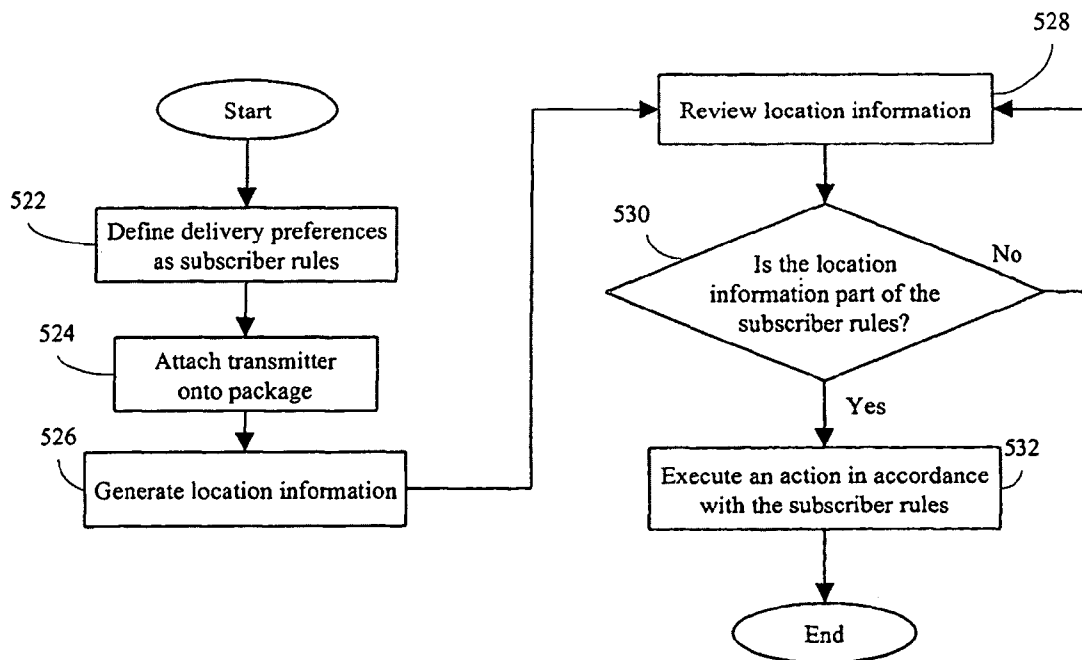 Start
522
Define delivery preferences
as subscriber rules
524
Attach transmitter
onto package
526
Generate location information
528
Review location information
530
Is the location
information part of the
subscriber rules?
No
Yes
532
Execute an action in accordance
with the subscriber rules
End